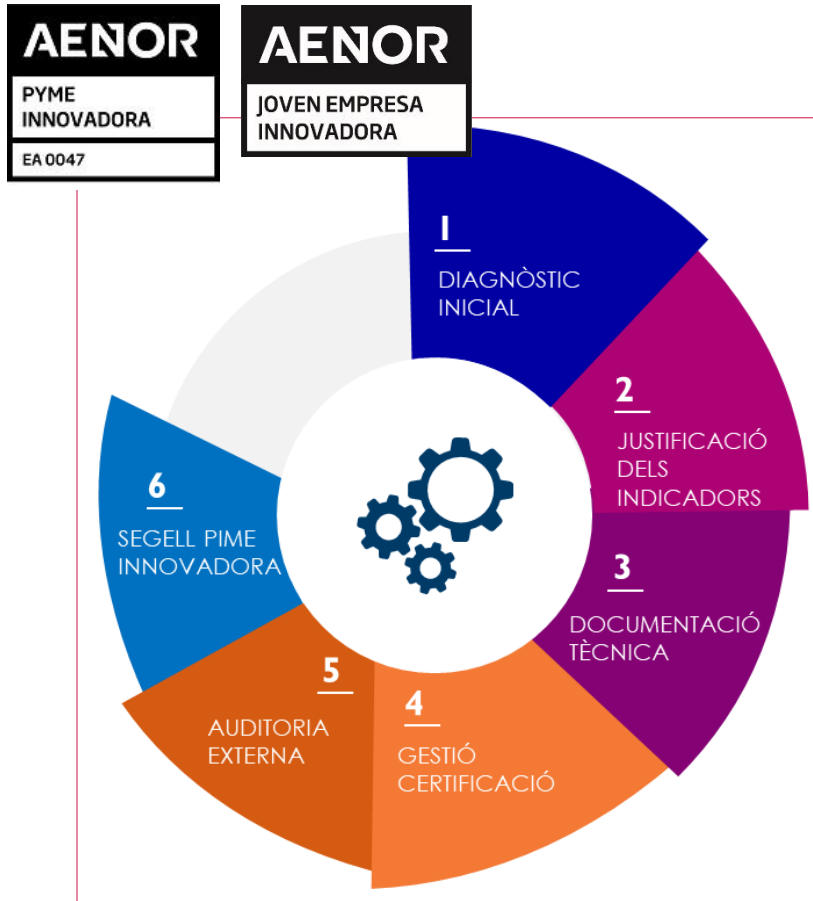 AENOR
PYME
INNOVADORA
EA 0047
AENOR
JOVEN EMPRESA
INNOVADORA
1
DIAGNÒSTIC
INICIAL
2
JUSTIFICACIÓ
DELS
INDICADORS
3
DOCUMENTACIÓ
TÈCNICA
4
GESTIÓ
CERTIFICACIÓ
5
AUDITORIA
EXTERNA
6
SEGELL PIME
INNOVADORA